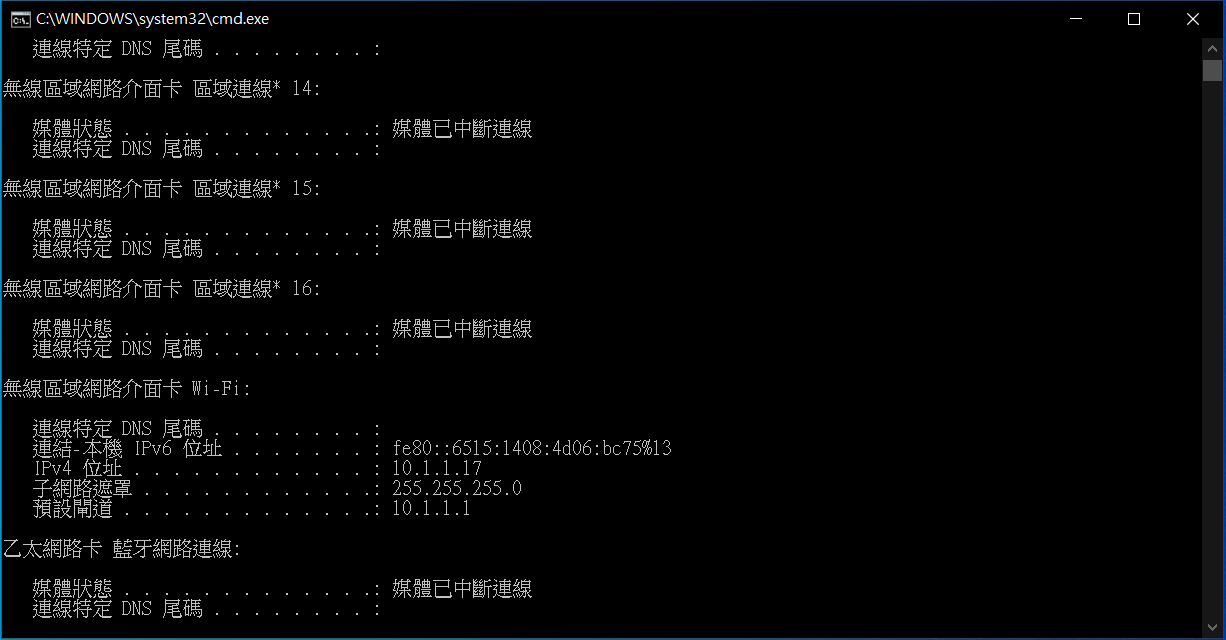 C:\WINDOWS\system32\cmd.exe
連線特定 DNS 尾碼 . . . . . . . . :
無線區域網路介面卡 區域連線* 14:
媒體狀態 . . . . . . . . . . . . .: 媒體已中斷連線
連線特定 DNS 尾碼 . . . . . . . . :
無線區域網路介面卡 區域連線* 15:
媒體狀態 . . . . . . . . . . . . .: 媒體已中斷連線
連線特定 DNS 尾碼 . . . . . . . . :
無線區域網路介面卡 區域連線* 16:
媒體狀態 . . . . . . . . . . . . .: 媒體已中斷連線
連線特定 DNS 尾碼 . . . . . . . . :
無線區域網路介面卡 Wi-Fi:
連線特定 DNS 尾碼 . . . . . . . . :
連結-本機 IPv6 位址 . . . . . . . : fe80::6515:1408:4d06:bc75%13
IPv4 位址 . . . . . . . . . . . . : 10.1.1.17
子網路遮罩 . . . . . . . . . . . .: 255.255.255.0
預設閘道 . . . . . . . . . . . . .: 10.1.1.1
乙太網路卡 藍牙網路連線:
媒體狀態 . . . . . . . . . . . . .: 媒體已中斷連線
連線特定 DNS 尾碼 . . . . . . . . :